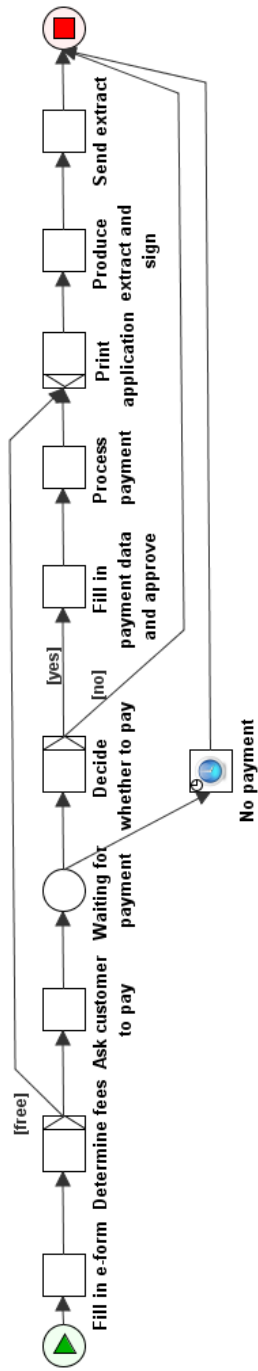 Fill in e-form
Determine fees
[free]
Ask customer
to pay
Waiting for
payment
Decide
whether to pay
[yes]
[no]
No payment
Fill in
payment data
and approve
Process
payment
Print
application
Produce
extract and
sign
Send extract